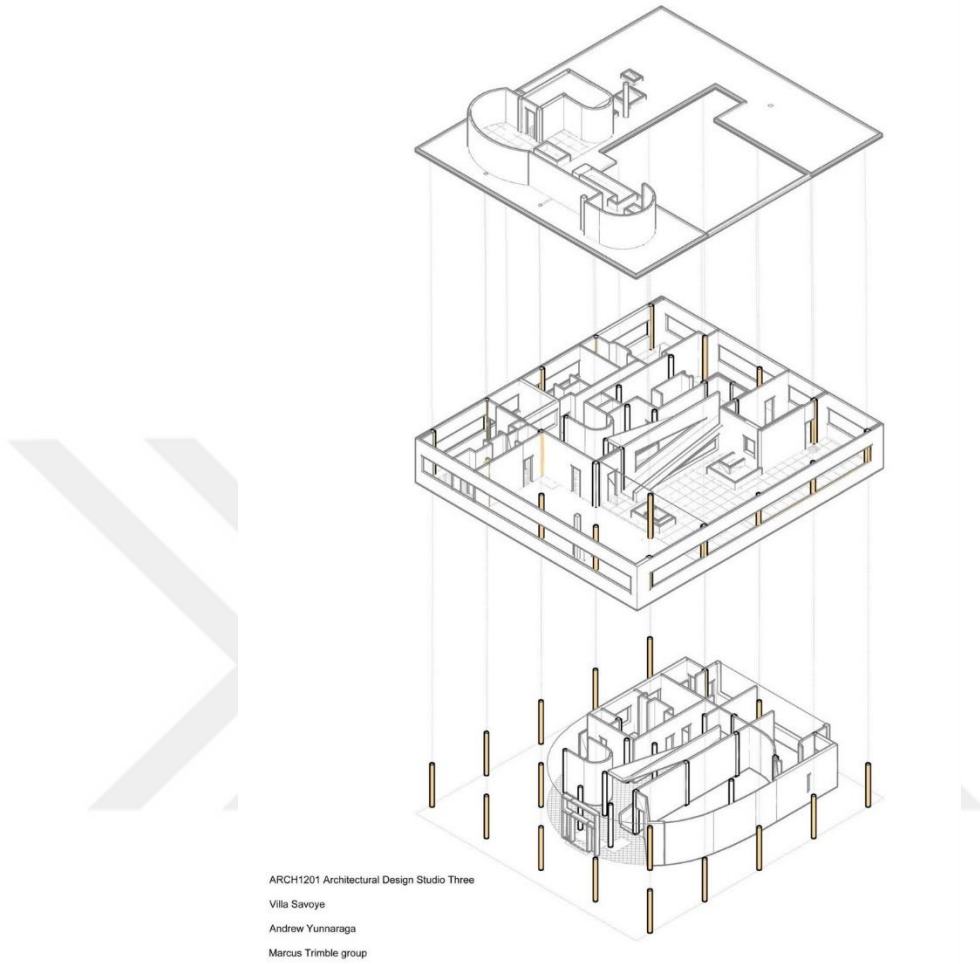 ARCH1201 Architectural Design Studio Three
Villa Savoye
Andrew Yunnaraga
Marcus Trimble group